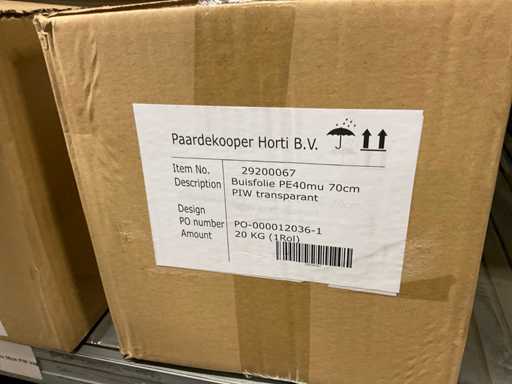 Paardekooper Horti B.V.
Item No. 29200067
Description Buisfolie PE40mu 70cm
PIW transparant
Design
PO number PO-000012036-1
Amount 20 KG (1Rol)